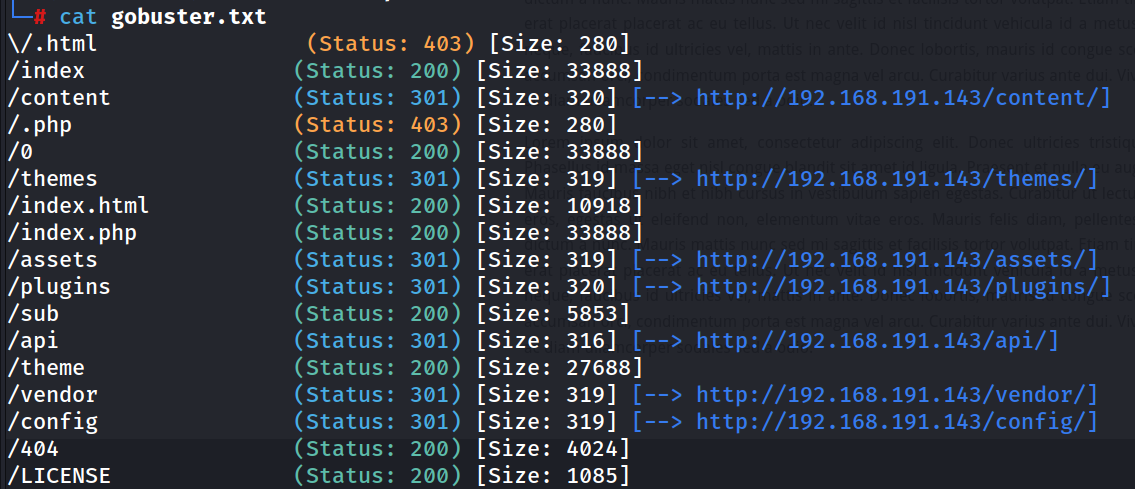 # cat gobuster.txt
\/.html (Status: 403) [Size: 280]
/index (Status: 200) [Size: 33888]
/content (Status: 301) [Size: 320] [--> http://192.168.191.143/content/]
/.php (Status: 403) [Size: 280]
/0 (Status: 200) [Size: 33888]
/themes (Status: 301) [Size: 319] [--> http://192.168.191.143/themes/]
/index.html (Status: 200) [Size: 10918]
/index.php (Status: 200) [Size: 33888]
/assets (Status: 301) [Size: 319] [--> http://192.168.191.143/assets/]
/plugins (Status: 301) [Size: 320] [--> http://192.168.191.143/plugins/]
/sub (Status: 200) [Size: 5853]
/api (Status: 301) [Size: 316] [--> http://192.168.191.143/api/]
/theme (Status: 200) [Size: 27688]
/vendor (Status: 301) [Size: 319] [--> http://192.168.191.143/vendor/]
/config (Status: 301) [Size: 319] [--> http://192.168.191.143/config/]
/404 (Status: 200) [Size: 4024]
/LICENSE (Status: 200) [Size: 1085]